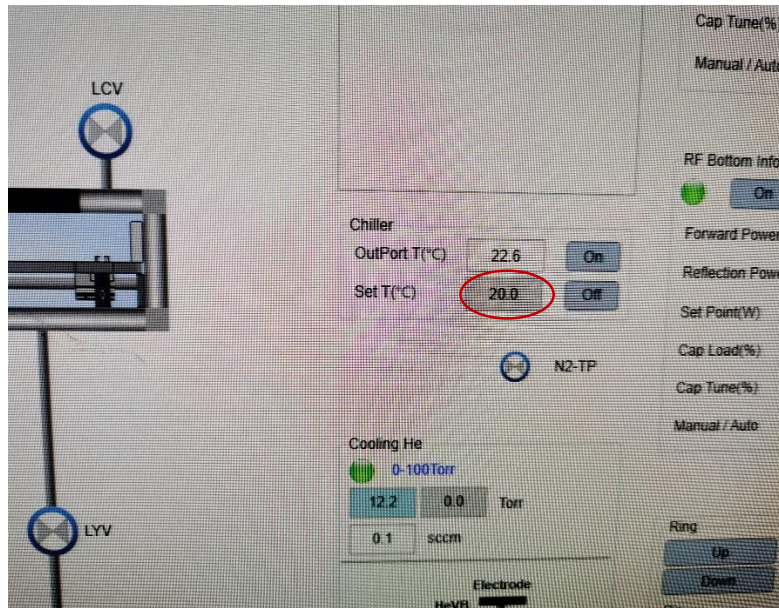 LCV
Cap Tune(%)
Manual / Auto
RF Bottom Info
On
Chiller
OutPort T(°C) 22.6 On
Forward Power
Set T(°C) 20.0 Off
Reflection Powe
Set Point(W)
N2-TP
Cap Load(%)
Cap Tune(%)
Manual / Auto
Cooling He
0-100Torr
12.2 0.0 Torr
0.1 sccm
LYV
Ring
Up
Down
Electrode
HeVB